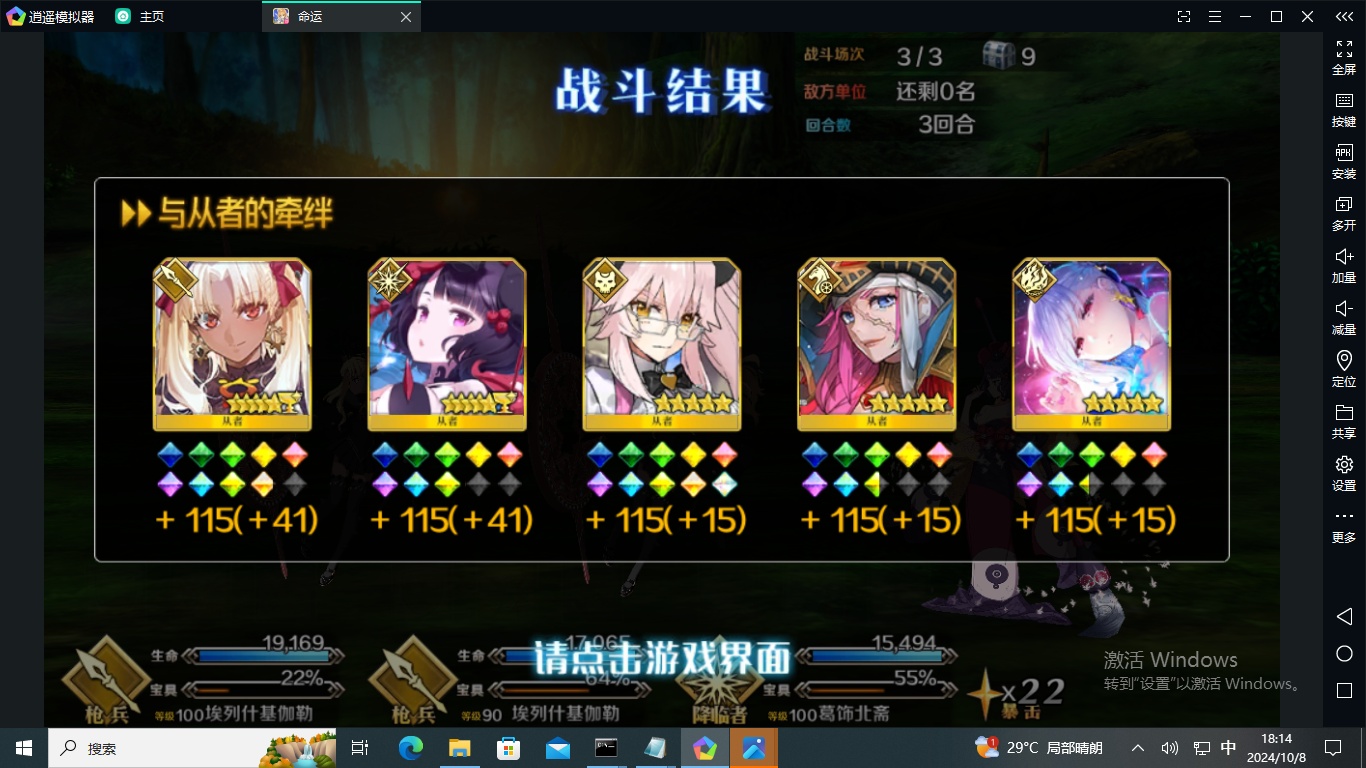 逍遥模拟器 主页 命运
战斗场次 3/3 9
战斗结果
敌方单位 还剩0名
回合数 3回合
与从者的牵绊
从者 从者 从者 从者 从者
+ 115(+41) + 115(+41) + 115(+15) + 115(+15) + 115(+15)
生命 19,169 生命 17,065 生命 15,494
请点击游戏界面
宝具 22% 宝具 64% 宝具 55%
x22
暴击
枪兵 等级100 埃列什基伽勒 枪兵 等级90 埃列什基伽勒 降临者 等级100 葛饰北斋
激活 Windows
转到"设置"以激活 Windows。
全屏
按键
APK
安装
多开
加量
减量
定位
共享
设置
更多
搜索
1
29°C 局部晴朗
中
18:14
2024/10/8